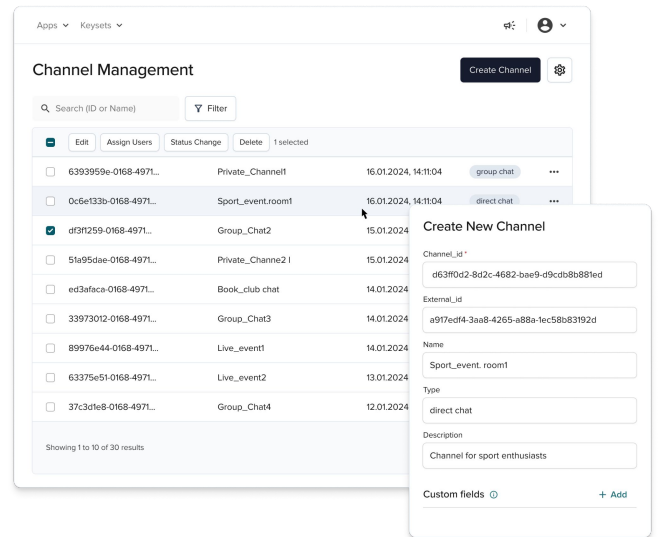 Apps Keysets
Channel Management
Create Channel
Search (ID or Name) Filter
Edit Assign Users Status Change Delete 1 selected
6393959e-0168-4971... Private_Channel1 16.01.2024, 14:11:04 group chat
0c6e133b-0168-4971... Sport_event.room1 16.01.2024, 14:11:04 direct chat
df3f1259-0168-4971... Group_Chat2 15.01.2024
51a95dae-0168-4971... Private_Channe2 l 15.01.2024
ed3afaca-0168-4971... Book_club chat 14.01.2024
33973012-0168-4971... Group_Chat3 14.01.2024
89976e44-0168-4971... Live_event1 14.01.2024
63375e51-0168-4971... Live_event2 13.01.2024
37c3d1e8-0168-4971... Group_Chat4 12.01.2024
Showing 1 to 10 of 30 results
Create New Channel
Channel_id *
d63ff0d2-8d2c-4682-bae9-d9cdb8b881ed
External_id
a917edf4-3aa8-4265-a88a-1ec58b83192d
Name
Sport_event. room1
Type
direct chat
Description
Channel for sport enthusiasts
Custom fields + Add